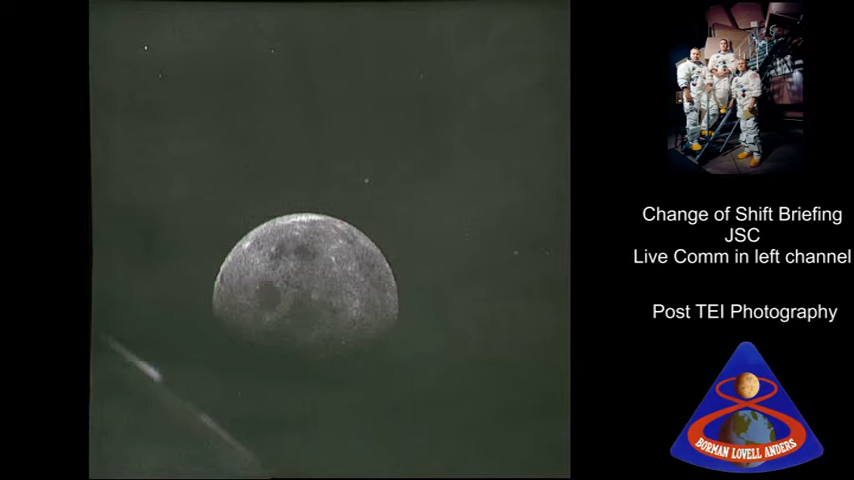 Change of Shift Briefing
JSC
Live Comm in left channel
Post TEI Photography
BORMAN LOVELL ANDERS